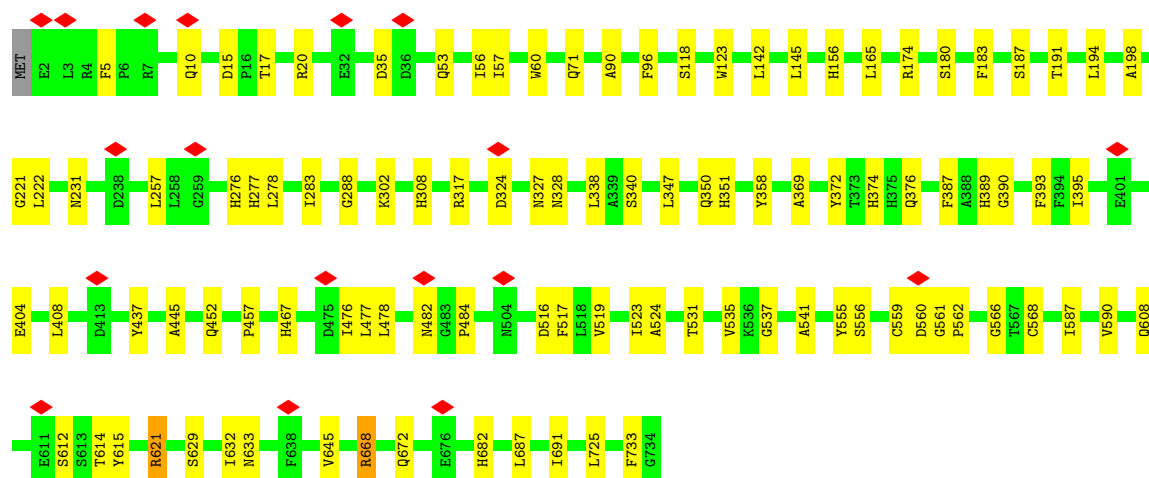 MET E2 L3 R4 F5 P6 R7 Q10 D15 P16 T17 R20 E32 D35 D36 Q53 I56 I57 W60 Q71 A90 F96 S118 W123 L142 L145 H156 L165 R174 S180 F183 S187 T191 L194 A198
G221 L222 N231 D238 L257 L258 G259 H276 H277 L278 I283 G288 K302 H308 R317 D324 N327 N328 L338 A339 S340 L347 Q350 H351 Y358 A369 Y372 T373 H374 H375 Q376 F387 A388 H389 G390 F393 F394 I395 E401
E404 L408 D413 Y437 A445 Q452 P457 H467 D475 I476 L477 L478 N482 G483 P484 N504 D516 F517 L518 V519 I523 A524 T531 V535 K536 G537 A541 Y555 S556 C559 D560 G561 P562 G566 T567 C568 I587 V590 Q608
E611 S612 S613 T614 Y615 R621 S629 I632 N633 F638 V645 R668 Q672 E676 H682 L687 I691 L725 F733 G734